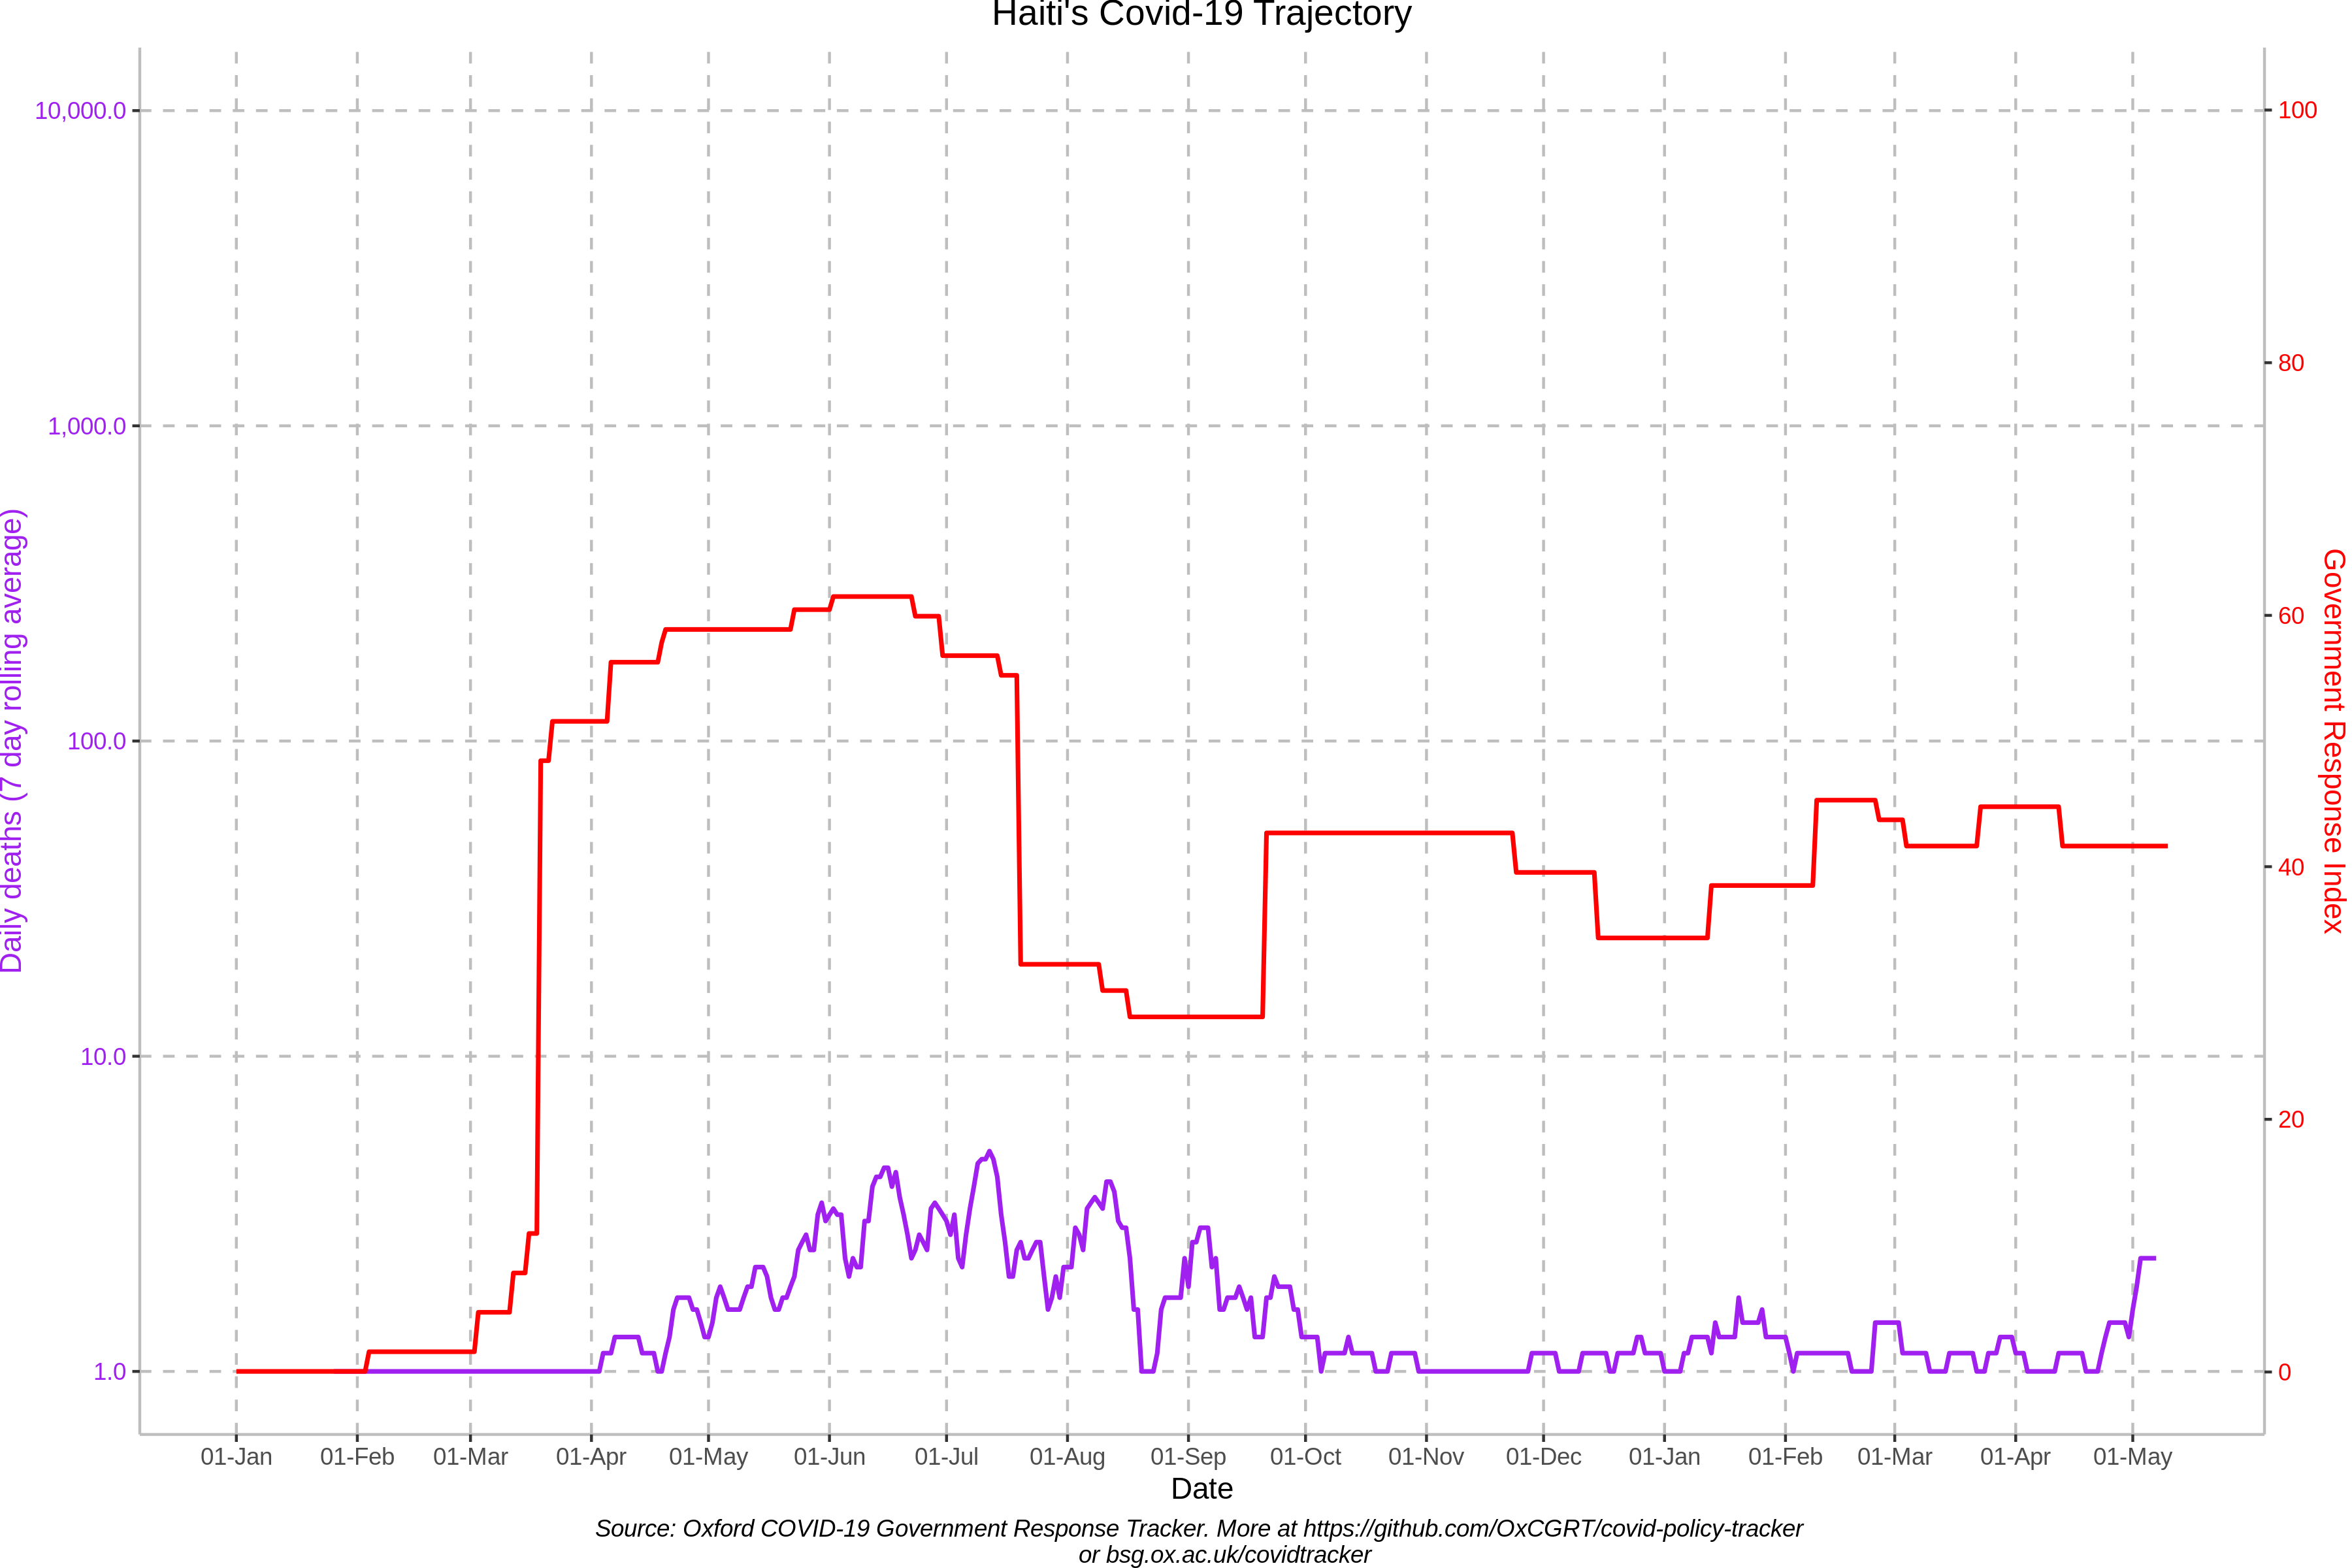 Haiti's Covid-19 Trajectory
10,000.0
1,000.0
100.0
10.0
1.0
Daily deaths (7 day rolling average)
100
80
60
40
20
0
Government Response Index
01-Jan 01-Feb 01-Mar 01-Apr 01-May 01-Jun 01-Jul 01-Aug 01-Sep 01-Oct 01-Nov 01-Dec 01-Jan 01-Feb 01-Mar 01-Apr 01-May
Date
Source: Oxford COVID-19 Government Response Tracker. More at https://github.com/OxCGRT/covid-policy-tracker
or bsg.ox.ac.uk/covidtracker